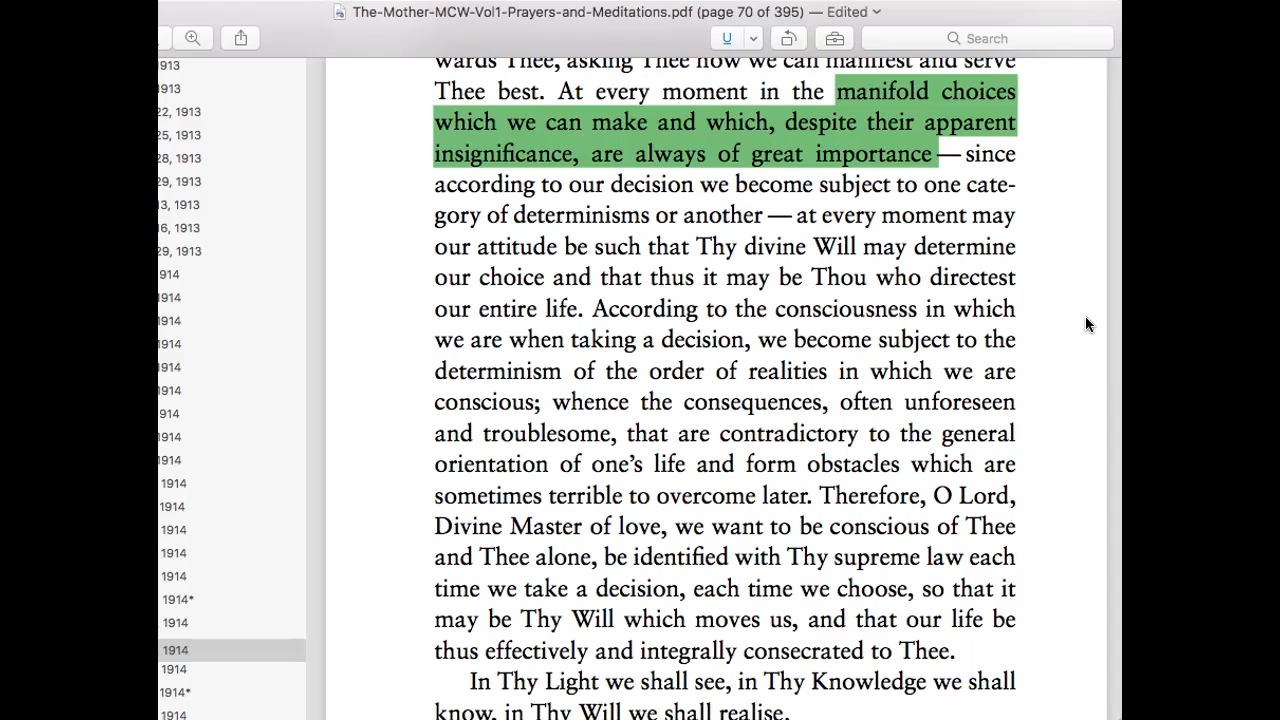 The-Mother-MCW-Vol1-Prayers-and-Meditations.pdf (page 70 of 395) — Edited
U
Search
1913
1913
22, 1913
25, 1913
28, 1913
29, 1913
13, 1913
16, 1913
29, 1913
1914
1914
1914
1914
1914
1914
1914
1914
1914
1914
1914
1914
1914
1914
1914*
1914
1914
1914
1914*
1914
wards Thee, asking Thee how we can manifest and serve
Thee best. At every moment in the manifold choices
which we can make and which, despite their apparent
insignificance, are always of great importance — since
according to our decision we become subject to one cate-
gory of determinisms or another — at every moment may
our attitude be such that Thy divine Will may determine
our choice and that thus it may be Thou who directest
our entire life. According to the consciousness in which
we are when taking a decision, we become subject to the
determinism of the order of realities in which we are
conscious; whence the consequences, often unforeseen
and troublesome, that are contradictory to the general
orientation of one's life and form obstacles which are
sometimes terrible to overcome later. Therefore, O Lord,
Divine Master of love, we want to be conscious of Thee
and Thee alone, be identified with Thy supreme law each
time we take a decision, each time we choose, so that it
may be Thy Will which moves us, and that our life be
thus effectively and integrally consecrated to Thee.
In Thy Light we shall see, in Thy Knowledge we shall
know, in Thy Will we shall realise.